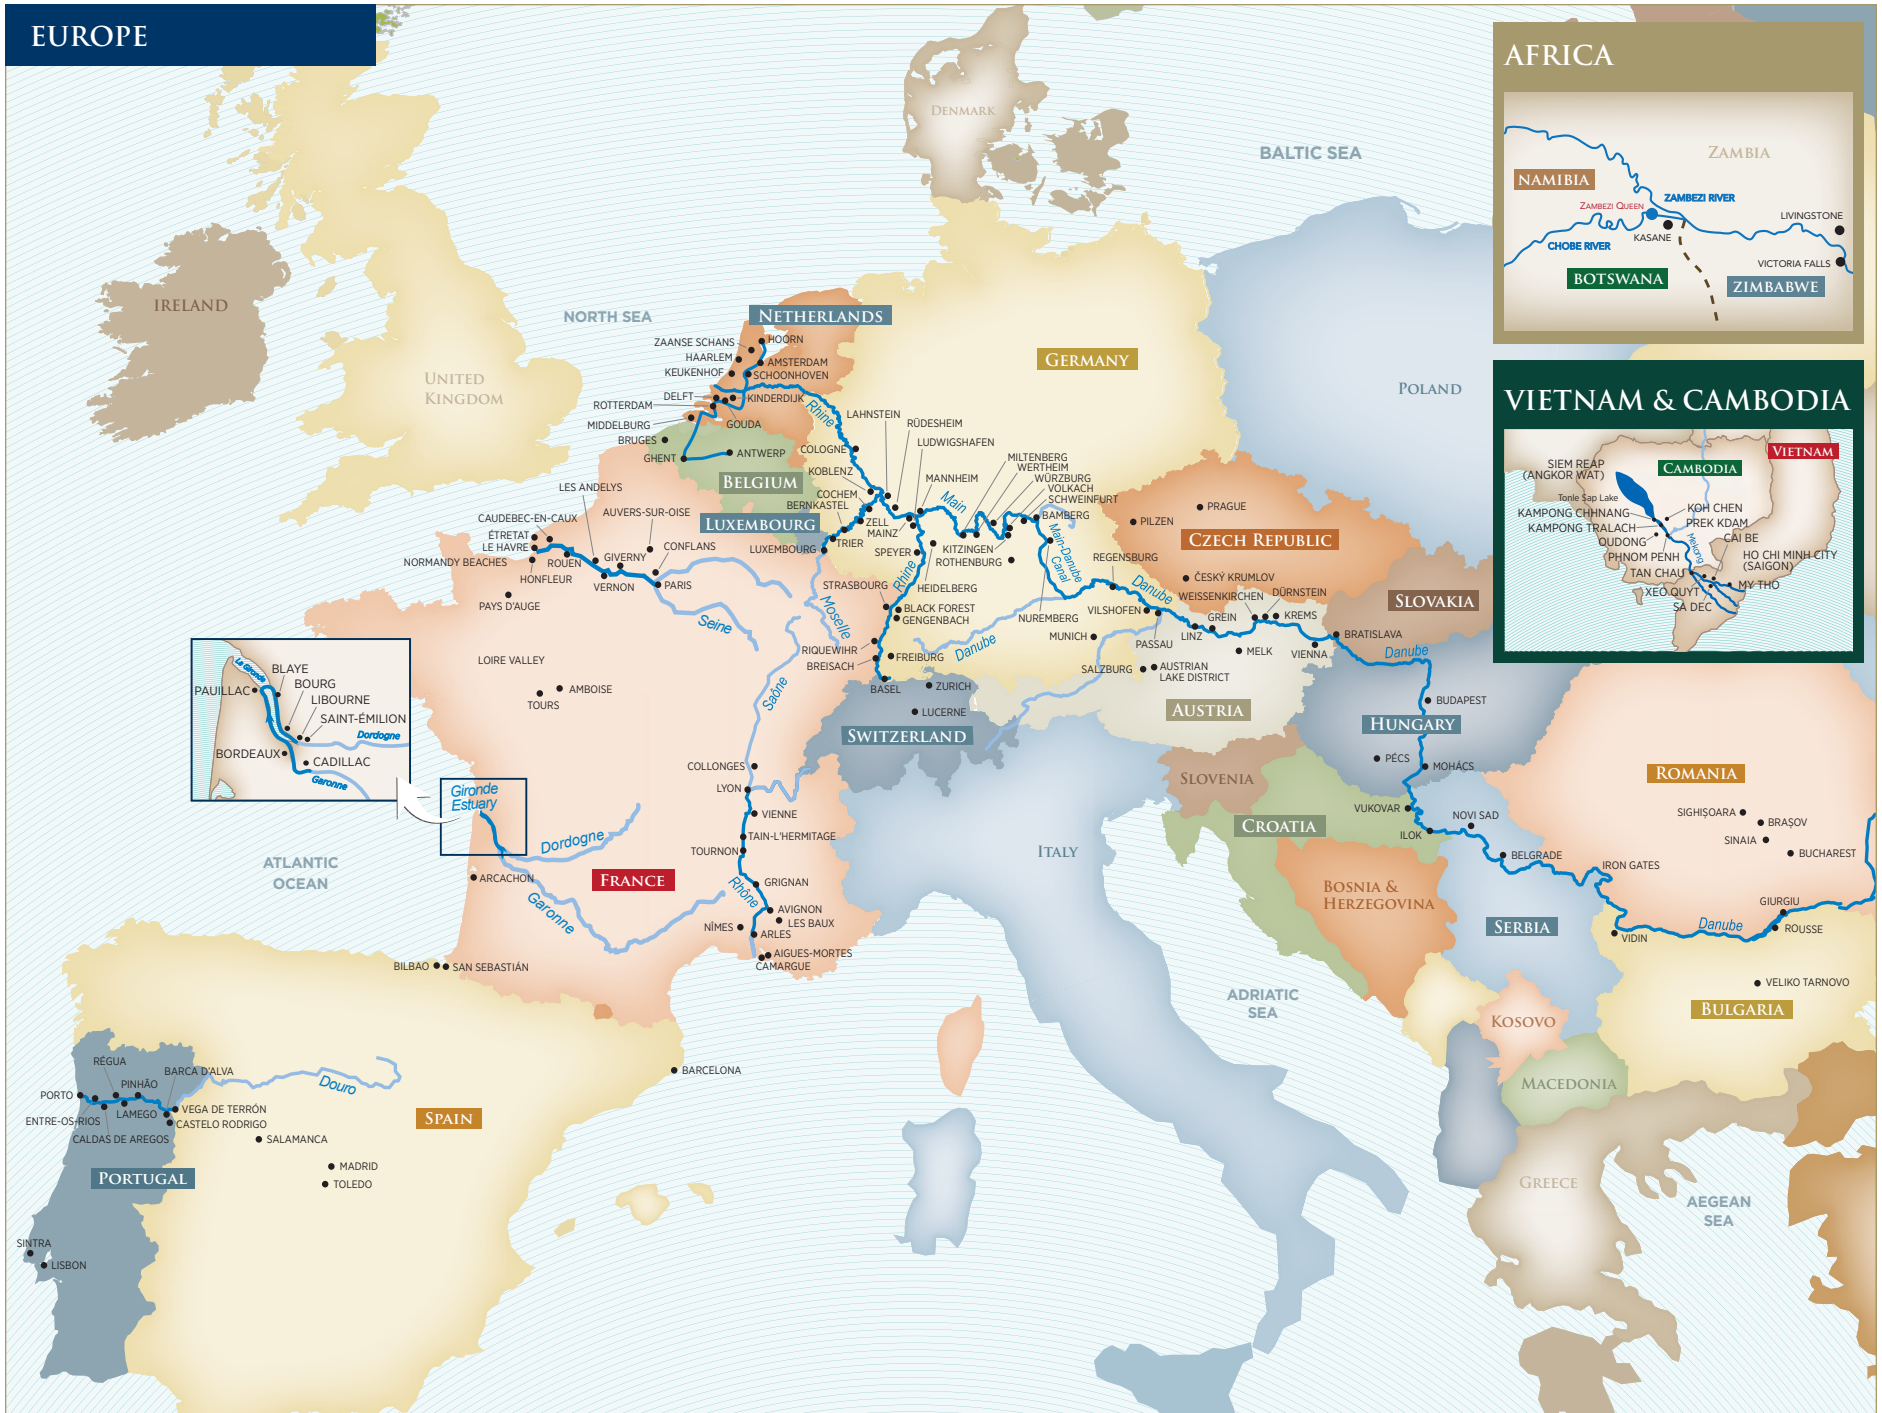 EUROPE
DENMARK
BALTIC SEA
IRELAND
NORTH SEA
UNITED
KINGDOM
NETHERLANDS
ZAANSE SCHANS
HOORN
HAARLEM
AMSTERDAM
KEUKENHOF
SCHOONHOVEN
DELFT
KINDERDIJK
ROTTERDAM
GOUDA
MIDDELBURG
BRUGES
GHENT
ANTWERP
BELGIUM
LUXEMBOURG
LUXEMBOURG
GERMANY
POLAND
Rhine
LAHNSTEIN
RÜDESHEIM
LUDWIGSHAFEN
COLOGNE
KOBLENZ
MANNHEIM
COCHEM
BERNKASTEL
ZELL
MAINZ
TRIER
SPEYER
Main
MILTENBERG
WERTHEIM
WÜRZBURG
VOLKACH
SCHWEINFURT
BAMBERG
KITZINGEN
ROTHENBURG
HEIDELBERG
Main-Danube
Canal
REGENSBURG
NUREMBERG
Danube
Danube
VILSHOFEN
PASSAU
MUNICH
SALZBURG
AUSTRIAN
LAKE DISTRICT
STRASBOURG
Rhine
BLACK FOREST
GENGENBACH
RIQUEWIHR
BREISACH
FREIBURG
BASEL
ZURICH
LUCERNE
SWITZERLAND
Moselle
PRAGUE
PILZEN
CZECH REPUBLIC
ČESKÝ KRUMLOV
WEISSENKIRCHEN
DÜRNSTEIN
GREIN
KREMS
LINZ
MELK
VIENNA
AUSTRIA
SLOVAKIA
BRATISLAVA
Danube
BUDAPEST
HUNGARY
PÉCS
MOHÁCS
SLOVENIA
CROATIA
VUKOVAR
ILOK
NOVI SAD
BELGRADE
IRON GATES
BOSNIA &
HERZEGOVINA
SERBIA
ROMANIA
SIGHIȘOARA
BRAȘOV
SINAIA
BUCHAREST
GIURGIU
Danube
ROUSSE
VIDIN
VELIKO TARNOVO
BULGARIA
KOSOVO
MACEDONIA
GREECE
AEGEAN
SEA
ADRIATIC
SEA
ITALY
LES ANDELYS
CAUDEBEC-EN-CAUX
AUVERS-SUR-OISE
ÉTRETAT
LE HAVRE
CONFLANS
NORMANDY BEACHES
ROUEN
GIVERNY
HONFLEUR
VERNON
PARIS
PAYS D'AUGE
Seine
LOIRE VALLEY
AMBOISE
TOURS
Saône
COLLONGES
LYON
VIENNE
TAIN-L'HERMITAGE
TOURNON
Rhône
GRIGNAN
AVIGNON
LES BAUX
NÎMES
ARLES
AIGUES-MORTES
CAMARGUE
FRANCE
Gironde
Estuary
Dordogne
Garonne
ARCACHON
ATLANTIC
OCEAN
La Gironde
BLAYE
PAUILLAC
BOURG
LIBOURNE
SAINT-ÉMILION
Dordogne
BORDEAUX
CADILLAC
Garonne
BILBAO
SAN SEBASTIÁN
BARCELONA
RÉGUA
BARCA D'ALVA
PINHÃO
Douro
PORTO
VEGA DE TERRÓN
LAMEGO
ENTRE-OS-RIOS
CASTELO RODRIGO
CALDAS DE AREGOS
SALAMANCA
SPAIN
MADRID
TOLEDO
PORTUGAL
SINTRA
LISBON
AFRICA
ZAMBIA
NAMIBIA
ZAMBEZI QUEEN
ZAMBEZI RIVER
LIVINGSTONE
KASANE
CHOBE RIVER
VICTORIA FALLS
BOTSWANA
ZIMBABWE
VIETNAM & CAMBODIA
VIETNAM
SIEM REAP
(ANGKOR WAT)
CAMBODIA
Tonle Sap Lake
KOH CHEN
KAMPONG CHHNANG
PREK KDAM
KAMPONG TRALACH
CAI BE
OUDONG
Mekong
HO CHI MINH CITY
(SAIGON)
PHNOM PENH
TAN CHAU
MY THO
XEO QUYT
SA DEC